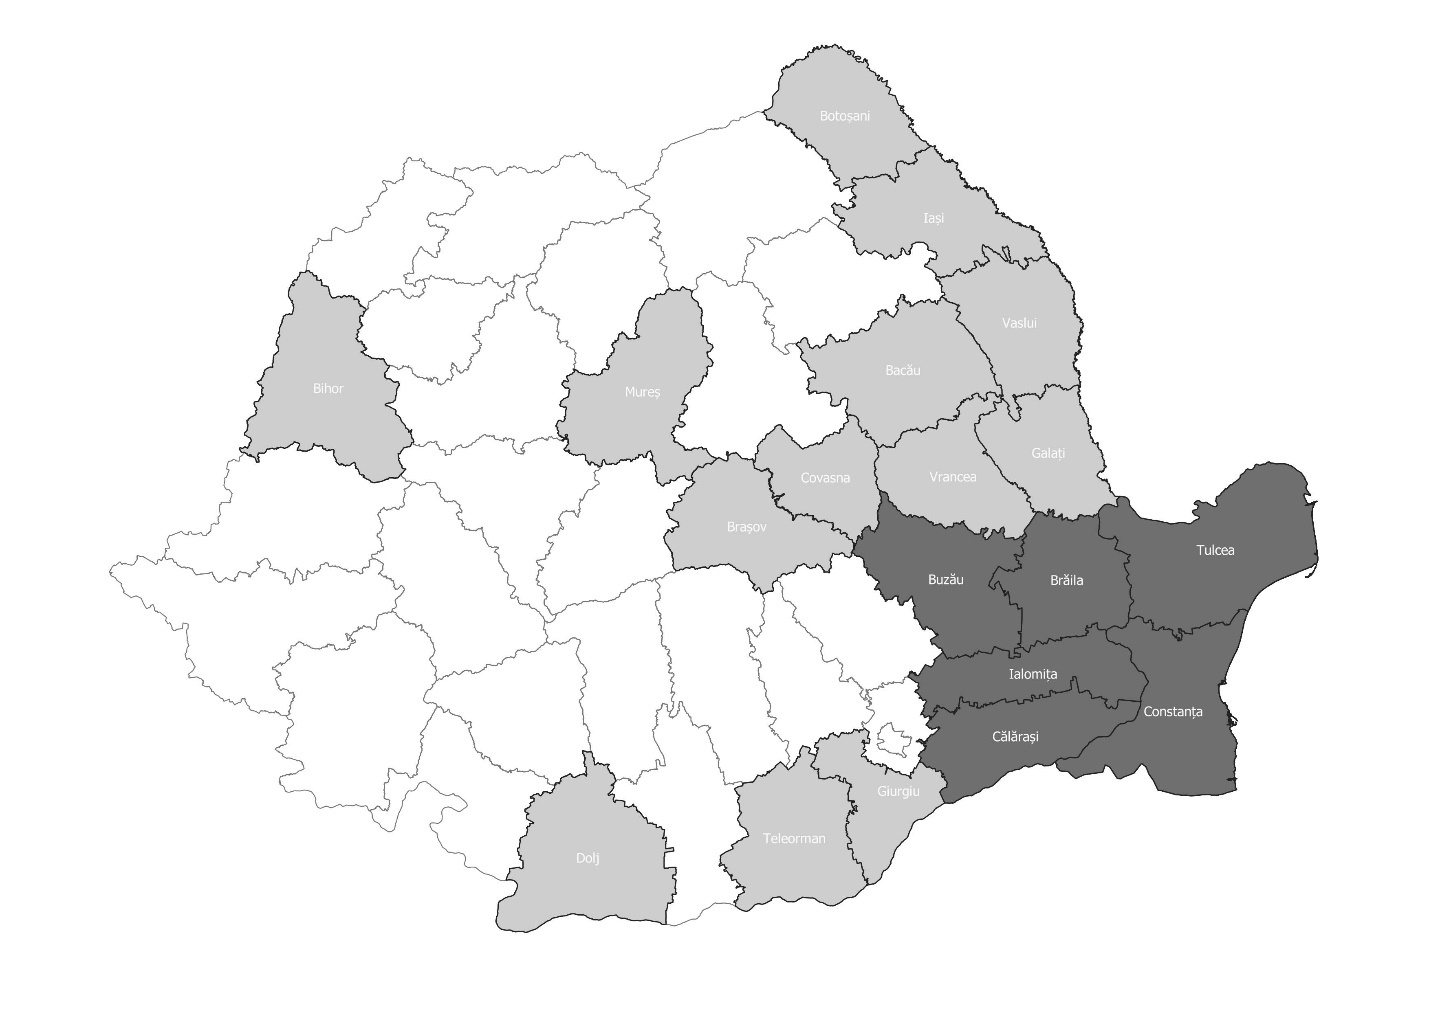 Botoșani
Iași
Vaslui
Bacău
Bihor
Mureș
Galați
Covasna
Vrancea
Brașov
Tulcea
Buzău
Brăila
Ialomița
Constanța
Călărași
Giurgiu
Teleorman
Dolj